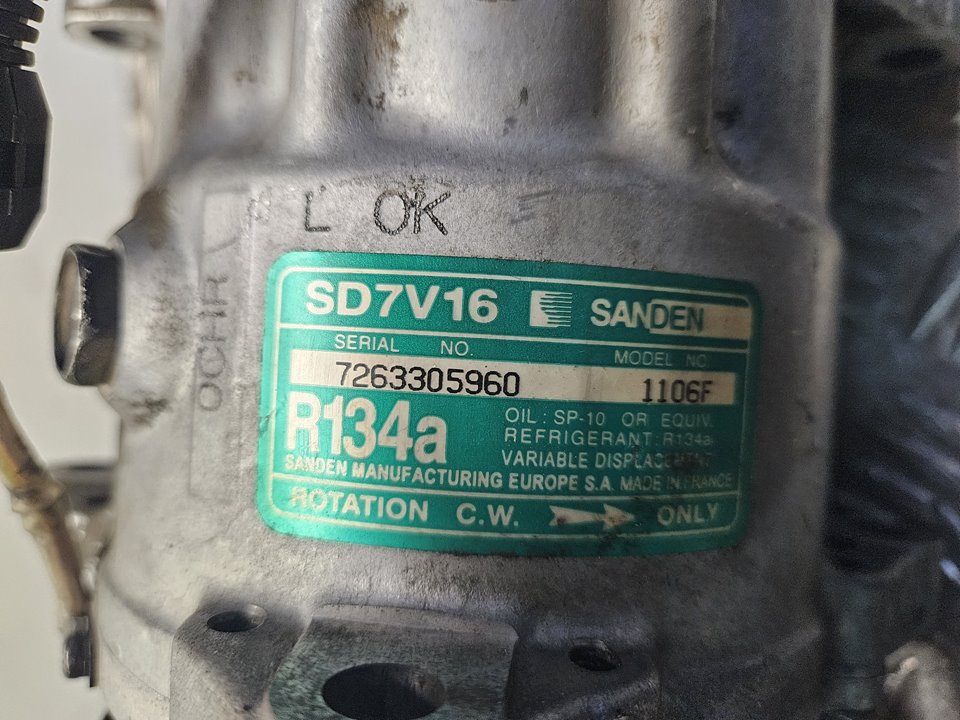 L OK
OCHR
SD7V16 SANDEN
SERIAL NO. MODEL NO
7263305960 1106F
R134a
OIL: SP-10 OR EQUIV.
REFRIGERANT: R134a
VARIABLE DISPLACEMENT
SANDEN MANUFACTURING EUROPE S.A. MADE IN FRANCE
ROTATION C.W. ONLY